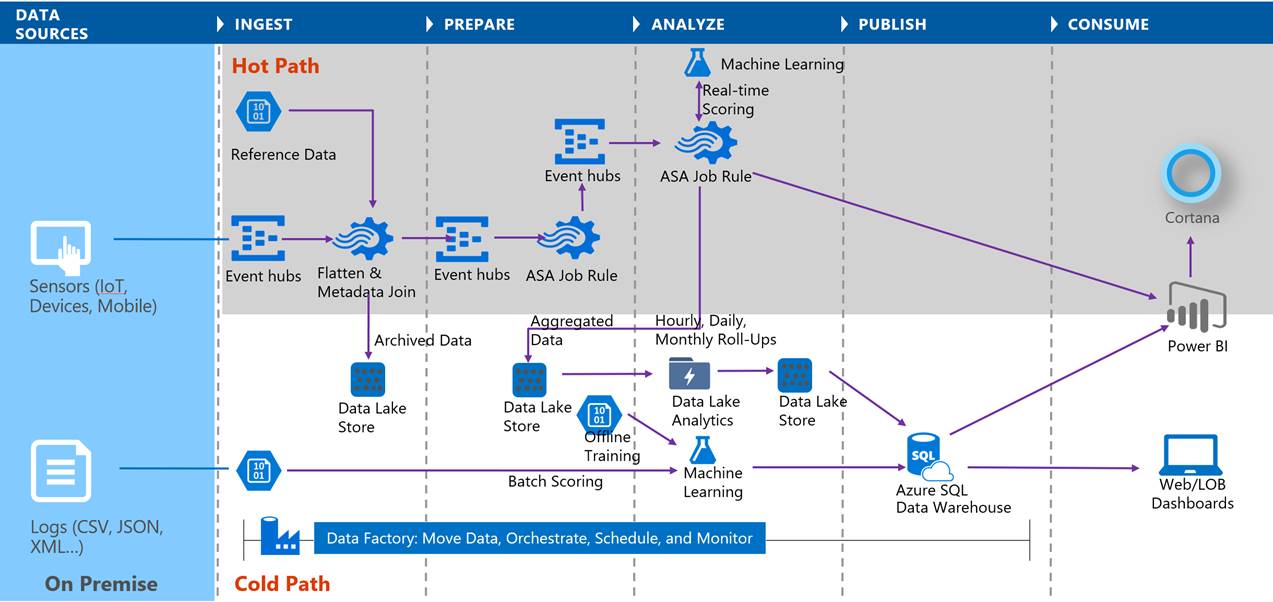 DATA
SOURCES
INGEST
PREPARE
ANALYZE
PUBLISH
CONSUME
Hot Path
Machine Learning
Real-time
Scoring
10
01
Reference Data
Event hubs
ASA Job Rule
Cortana
Sensors (IoT,
Devices, Mobile)
Event hubs
Flatten &
Metadata Join
Event hubs
ASA Job Rule
Power BI
Archived Data
Aggregated
Data
Hourly, Daily,
Monthly Roll-Ups
Data Lake
Store
Data Lake
Store
Data Lake
Analytics
Data Lake
Store
10
01
Offline
Training
10
01
Batch Scoring
Machine
Learning
SQL
Azure SQL
Data Warehouse
Web/LOB
Dashboards
Logs (CSV, JSON,
XML...)
Data Factory: Move Data, Orchestrate, Schedule, and Monitor
On Premise
Cold Path